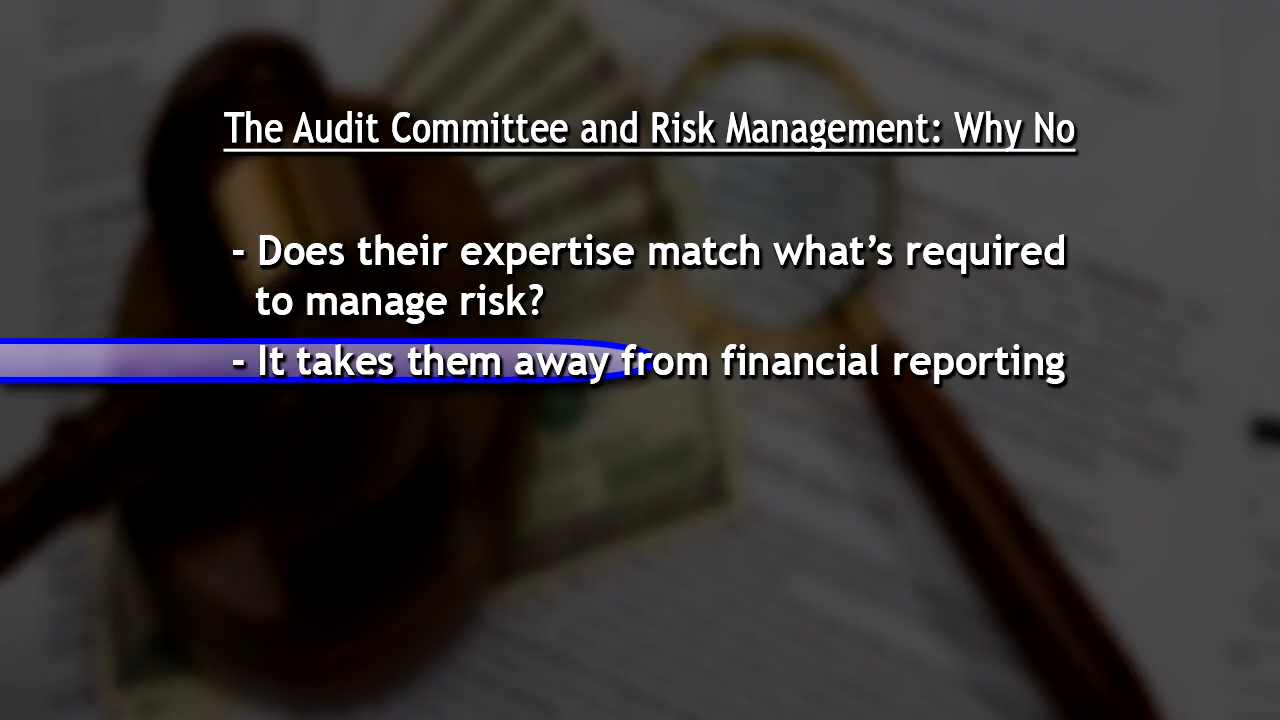 The Audit Committee and Risk Management: Why No
- Does their expertise match what’s required
to manage risk?
- It takes them away from financial reporting